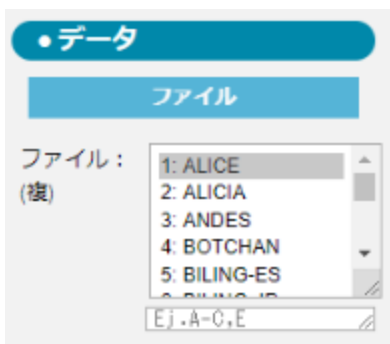 •データ
ファイル
ファイル：
(複)
1: ALICE
2: ALICIA
3: ANDES
4: BOTCHAN
5: BILING-ES
Ej.A-C,E